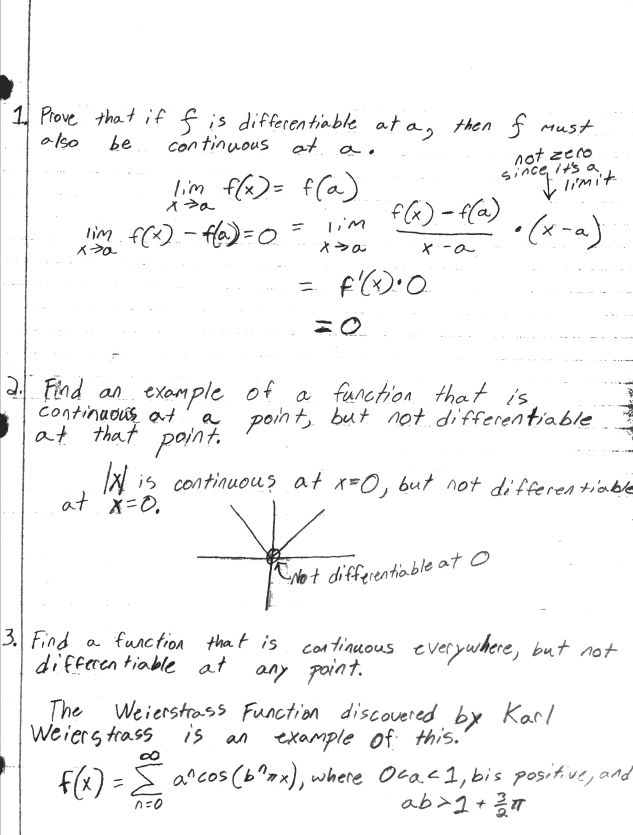 1. Prove that if f is differentiable at a, then f must
also be continuous at a.
not zero
since it's a
limit
lim f(x) = f(a)
x→a
lim f(x) - f(a) = 0 = lim f(x) - f(a) / x - a · (x-a)
x→a x→a
= f'(x) · 0
= 0
2. Find an example of a function that is
continuous at a point, but not differentiable
at that point.
|x| is continuous at x=0, but not differentiable
at x=0.
Not differentiable at 0
3. Find a function that is continuous everywhere, but not
differentiable at any point.
The Weierstrass Function discovered by Karl
Weierstrass is an example of this.
f(x) = ∞∑n=0 aⁿcos(bⁿπx), where 0<a<1, b is positive, and
ab > 1 + 3/2 π